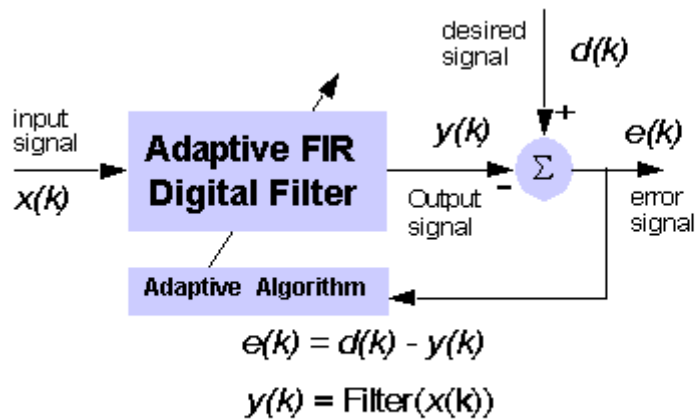 desired
signal
d(k)
+
input
signal
x(k)
Adaptive FIR
Digital Filter
y(k)
Output
signal
-
Σ
e(k)
error
signal
Adaptive Algorithm
e(k) = d(k) - y(k)
y(k) = Filter(x(k))